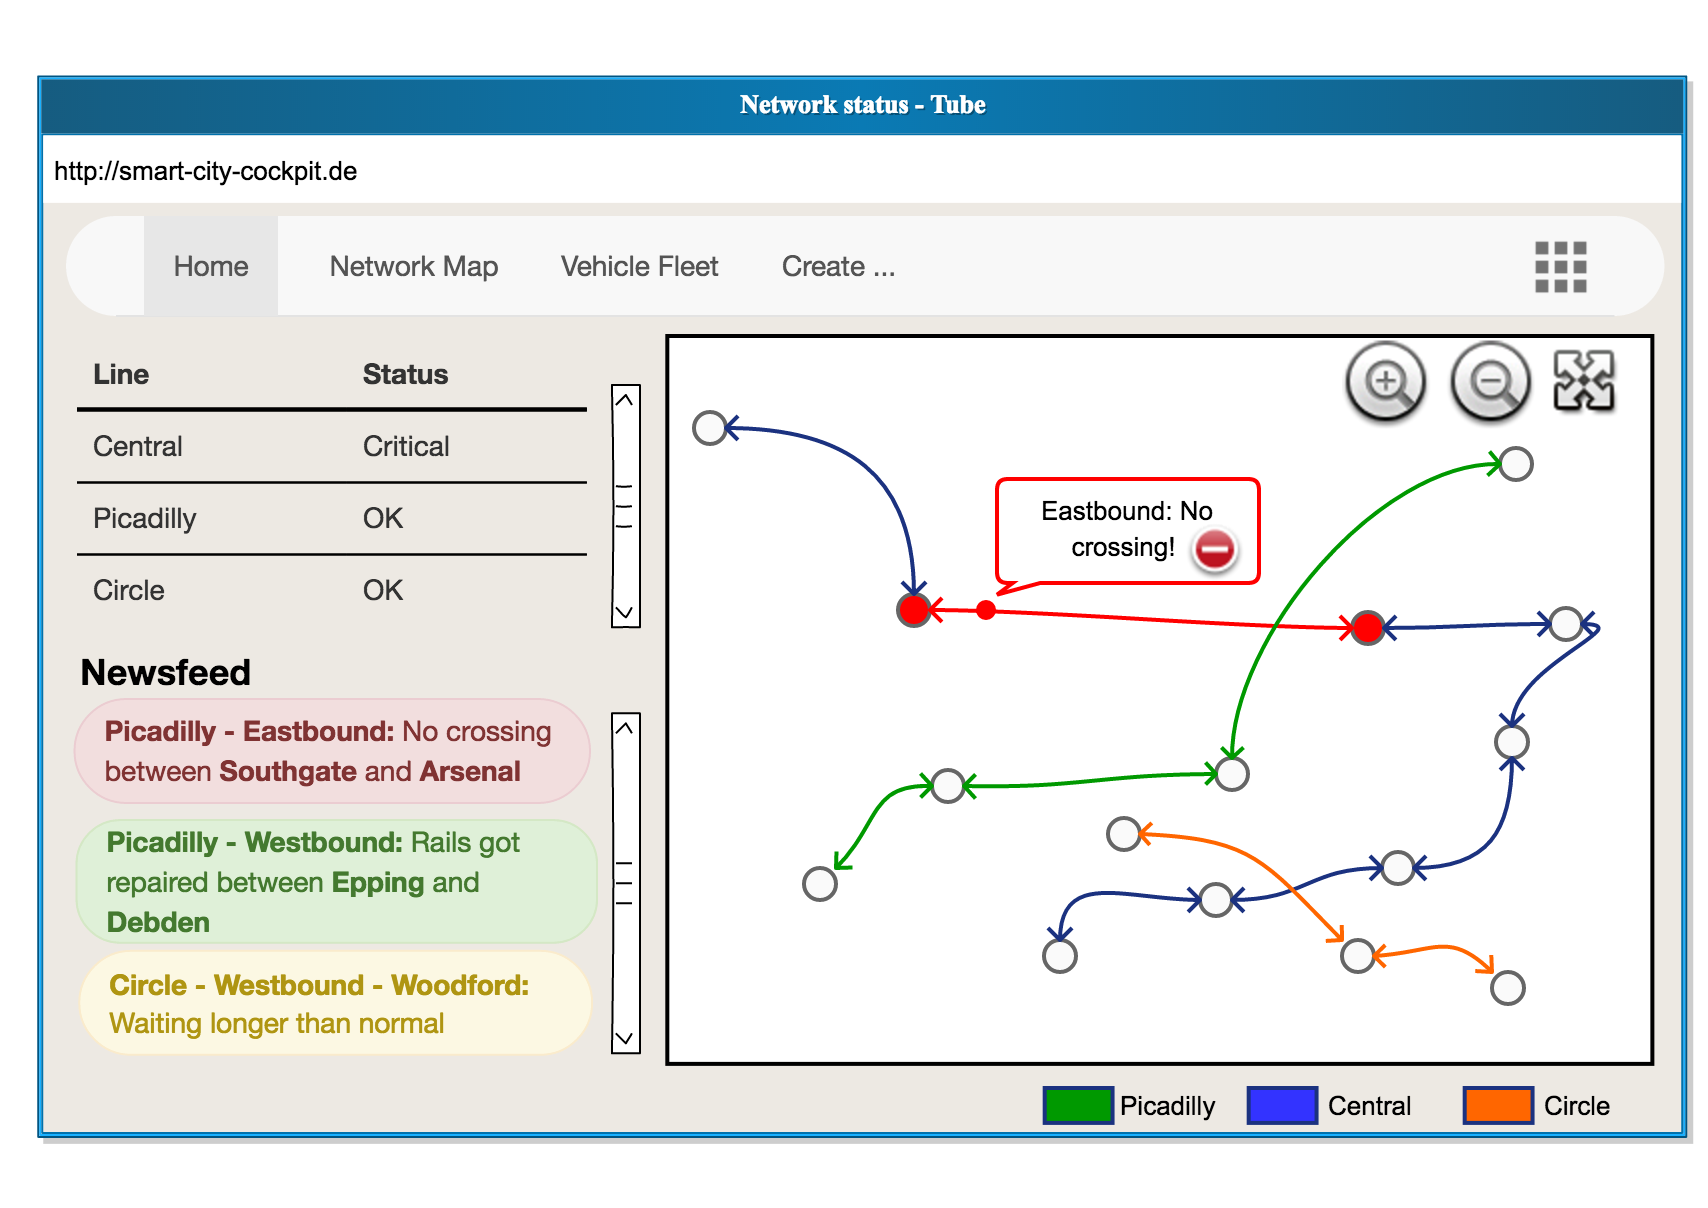 Network status - Tube
http://smart-city-cockpit.de
Home Network Map Vehicle Fleet Create ...
Line Status
Central Critical
Picadilly OK
Circle OK
Newsfeed
Picadilly - Eastbound: No crossing
between Southgate and Arsenal
Picadilly - Westbound: Rails got
repaired between Epping and
Debden
Circle - Westbound - Woodford:
Waiting longer than normal
Eastbound: No
crossing!
Picadilly Central Circle